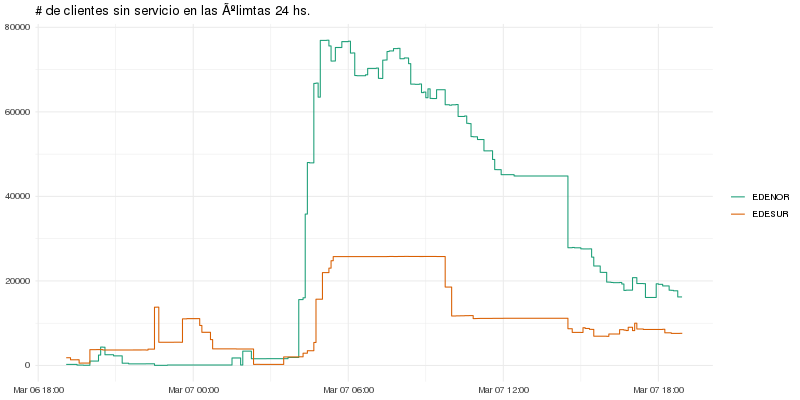 # de clientes sin servicio en las Ãºlimtas 24 hs.
80000
60000
40000
20000
0
Mar 06 18:00 Mar 07 00:00 Mar 07 06:00 Mar 07 12:00 Mar 07 18:00
EDENOR
EDESUR